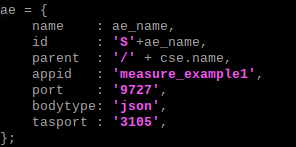 ae = {
    name    : ae_name,
    id      : 'S'+ae_name,
    parent  : '/' + cse.name,
    appid   : 'measure_example1',
    port    : '9727',
    bodytype: 'json',
    tasport : '3105',
};